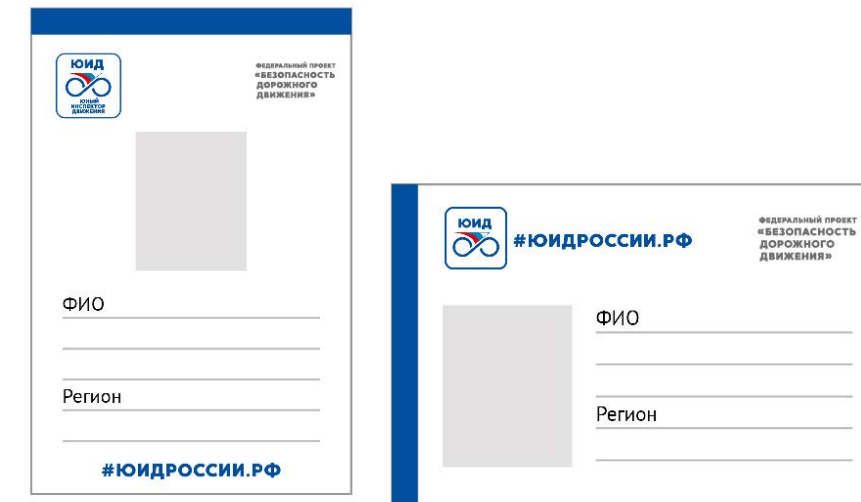 ЮИД
ЮНЫЙ
ИНСПЕКТОР
ДВИЖЕНИЯ
ФЕДЕРАЛЬНЫЙ ПРОЕКТ
«БЕЗОПАСНОСТЬ
ДОРОЖНОГО
ДВИЖЕНИЯ»
ФИО
Регион
#ЮИДРОССИИ.РФ
ЮИД
#ЮИДРОССИИ.РФ
ФЕДЕРАЛЬНЫЙ ПРОЕКТ
«БЕЗОПАСНОСТЬ
ДОРОЖНОГО
ДВИЖЕНИЯ»
ФИО
Регион